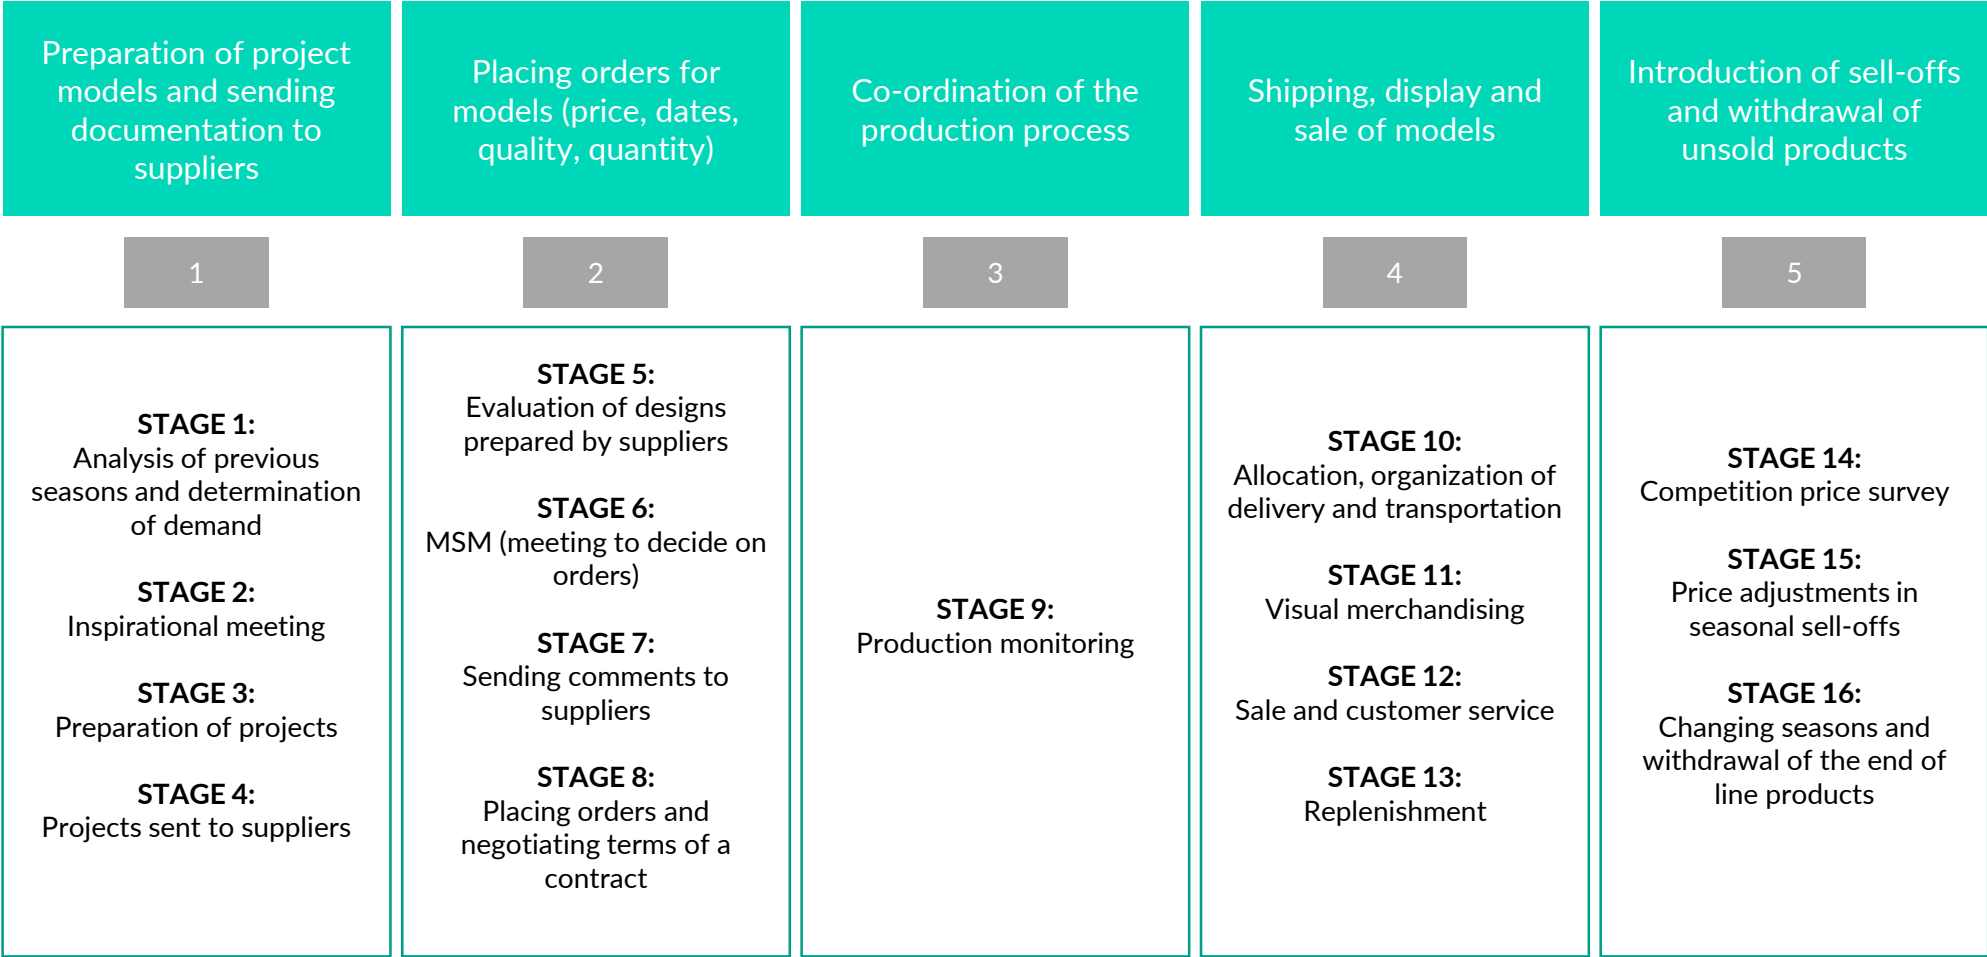 Preparation of project
models and sending
documentation to
suppliers
Placing orders for
models (price, dates,
quality, quantity)
Co-ordination of the
production process
Shipping, display and
sale of models
Introduction of sell-offs
and withdrawal of
unsold products
1
2
3
4
5
STAGE 1:
Analysis of previous
seasons and determination
of demand
STAGE 2:
Inspirational meeting
STAGE 3:
Preparation of projects
STAGE 4:
Projects sent to suppliers
STAGE 5:
Evaluation of designs
prepared by suppliers
STAGE 6:
MSM (meeting to decide on
orders)
STAGE 7:
Sending comments to
suppliers
STAGE 8:
Placing orders and
negotiating terms of a
contract
STAGE 9:
Production monitoring
STAGE 10:
Allocation, organization of
delivery and transportation
STAGE 11:
Visual merchandising
STAGE 12:
Sale and customer service
STAGE 13:
Replenishment
STAGE 14:
Competition price survey
STAGE 15:
Price adjustments in
seasonal sell-offs
STAGE 16:
Changing seasons and
withdrawal of the end of
line products